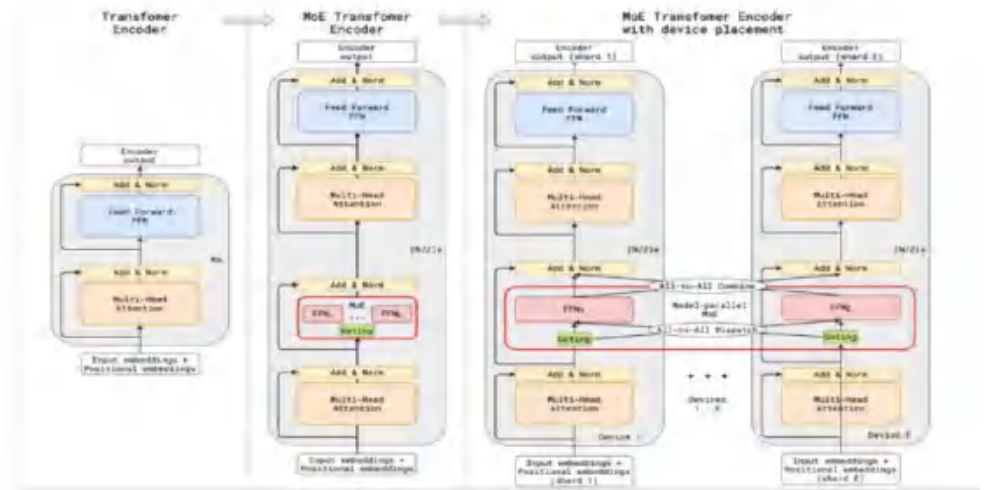 Transfomer
Encoder
MoE Transfomer
Encoder
MoE Transfomer Encoder
with device placement
Encoder
output
Add & Norm
Feed Forward
FFN
Add & Norm
Multi-Head
Attention
Nx
Input embeddings +
Positional embeddings
Encoder
output
Add & Norm
Feed Forward
FFN
Add & Norm
Multi-Head
Attention
(N/2)x
Add & Norm
MoE
FFN
...
FFN
Gating
Add & Norm
Multi-Head
Attention
Input embeddings +
Positional embeddings
Encoder
output (shard 1)
Add & Norm
Feed Forward
FFN
Add & Norm
Multi-Head
Attention
(N/2)x
Add & Norm
All-to-All Combine
FFN
Model-parallel
MoE
All-to-All Dispatch
Gating
Add & Norm
Multi-Head
Attention
Device
Input embeddings +
Positional embeddings
(shard 1)
Devices
Encoder
output (shard E)
Add & Norm
Feed Forward
FFN
Add & Norm
Multi-Head
Attention
(N/2)x
Add & Norm
FFN
Gating
Add & Norm
Multi-Head
Attention
Device E
Input embeddings +
Positional embeddings
(shard E)